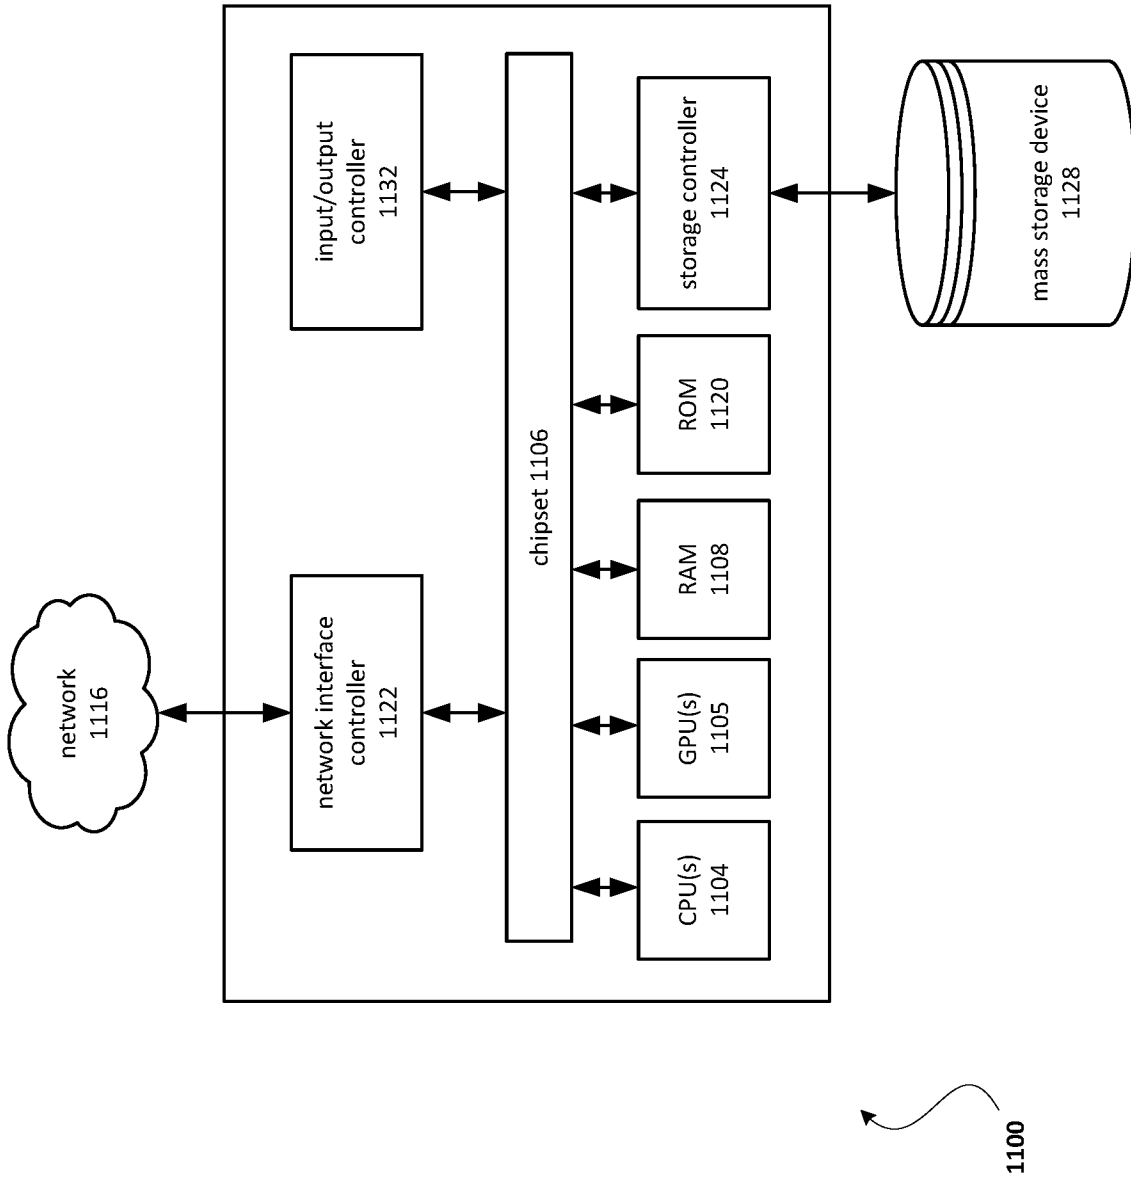 network
1116
network interface
controller
1122
input/output
controller
1132
chipset 1106
CPU(s)
1104
GPU(s)
1105
RAM
1108
ROM
1120
storage controller
1124
mass storage device
1128
1100